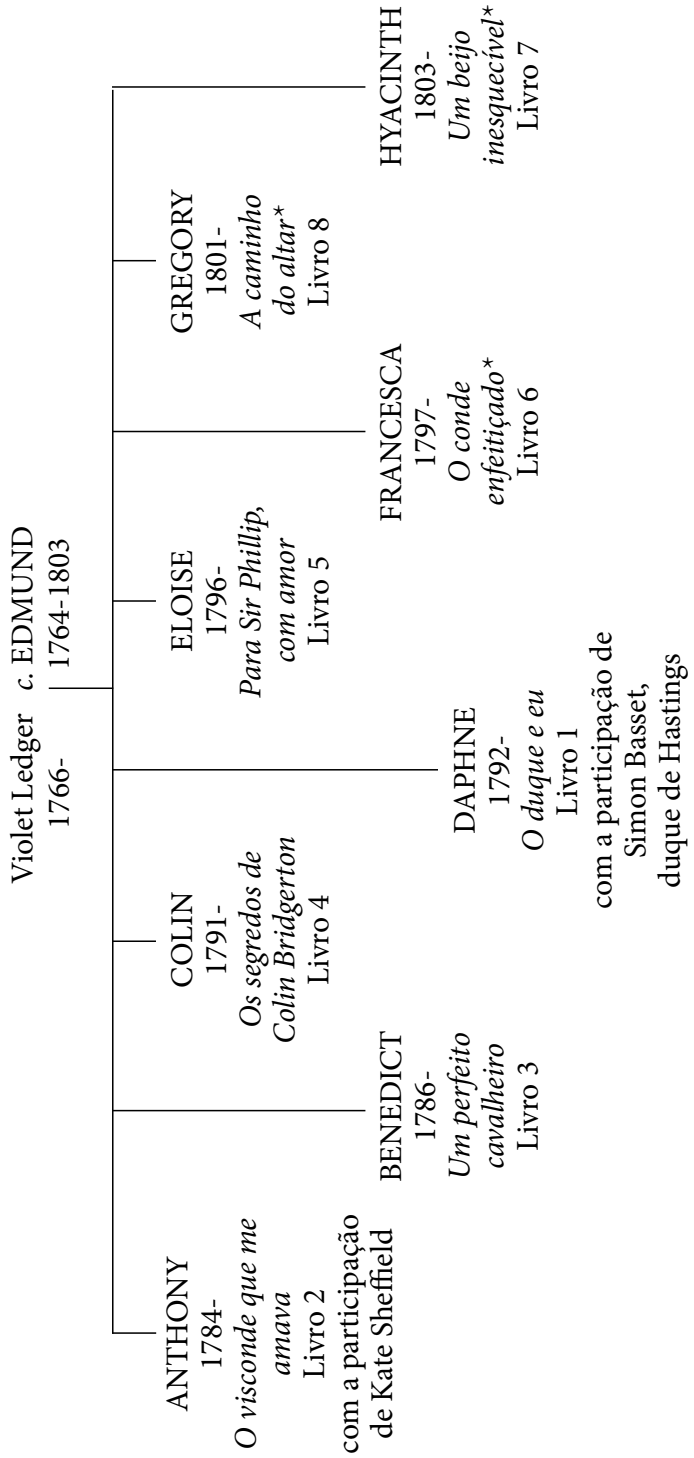 Violet Ledger c. EDMUND
1766- 1764-1803
ANTHONY
1784-
O visconde que me
amava
Livro 2
com a participação
de Kate Sheffield
BENEDICT
1786-
Um perfeito
cavalheiro
Livro 3
COLIN
1791-
Os segredos de
Colin Bridgerton
Livro 4
DAPHNE
1792-
O duque e eu
Livro 1
com a participação de
Simon Basset,
duque de Hastings
ELOISE
1796-
Para Sir Phillip,
com amor
Livro 5
FRANCESCA
1797-
O conde
enfeitiçado*
Livro 6
GREGORY
1801-
A caminho
do altar*
Livro 8
HYACINTH
1803-
Um beijo
inesquecível*
Livro 7